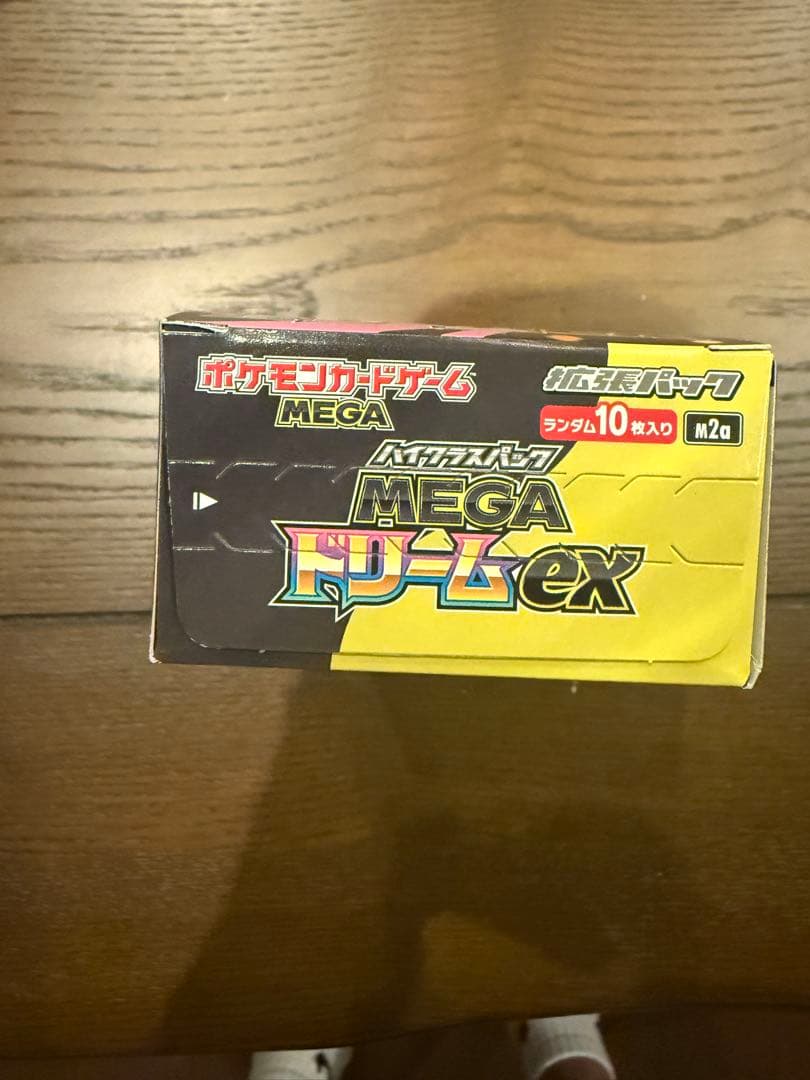 ポケモンカードゲーム
MEGA
拡張パック
ランダム10枚入り
M2a
ハイクラスパック
MEGA
ドリームex